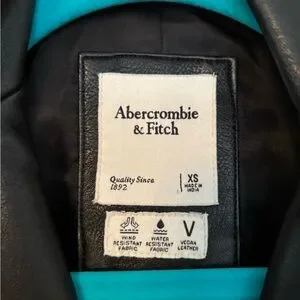 Abercrombie
& Fitch
Quality Since
1892
XS
MADE IN
INDIA
WIND
RESISTANT
FABRIC
WATER
RESISTANT
FABRIC
V
VEGAN
LEATHER